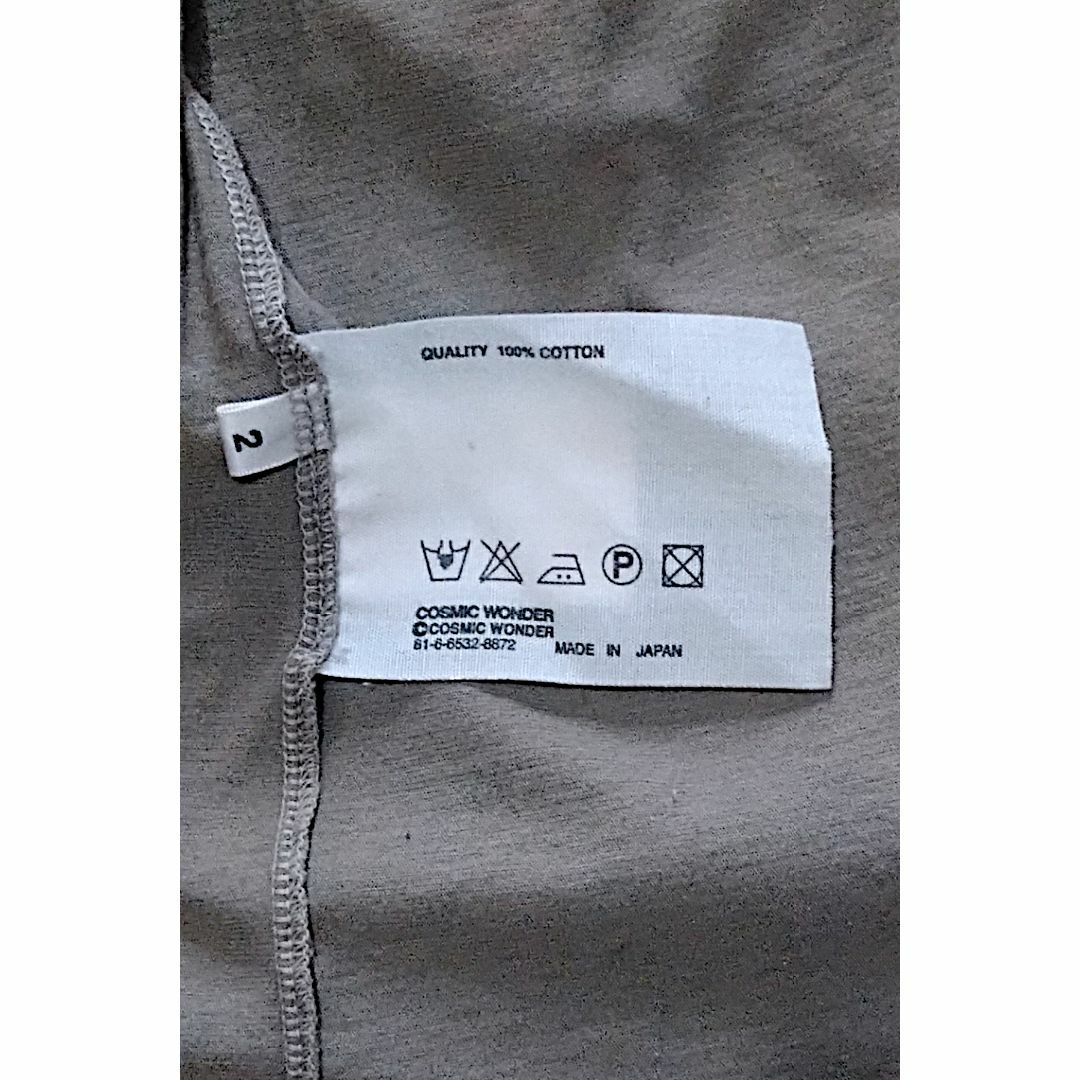 QUALITY 100% COTTON
2
P
COSMIC WONDER
©COSMIC WONDER
81-6-6532-8872 MADE IN JAPAN